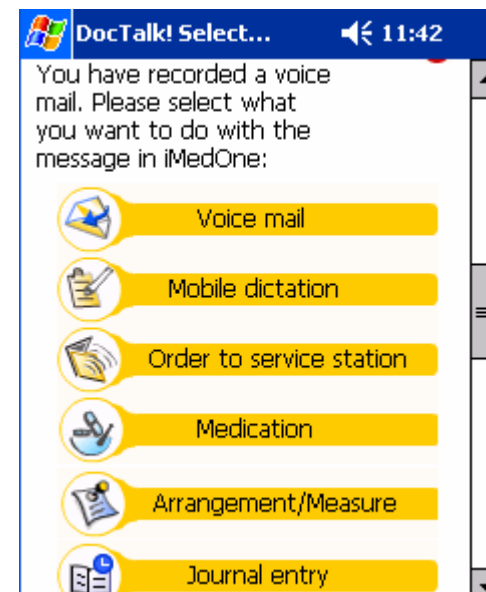 DocTalk! Select... 11:42
You have recorded a voice
mail. Please select what
you want to do with the
message in iMedOne:
Voice mail
Mobile dictation
Order to service station
Medication
Arrangement/Measure
Journal entry